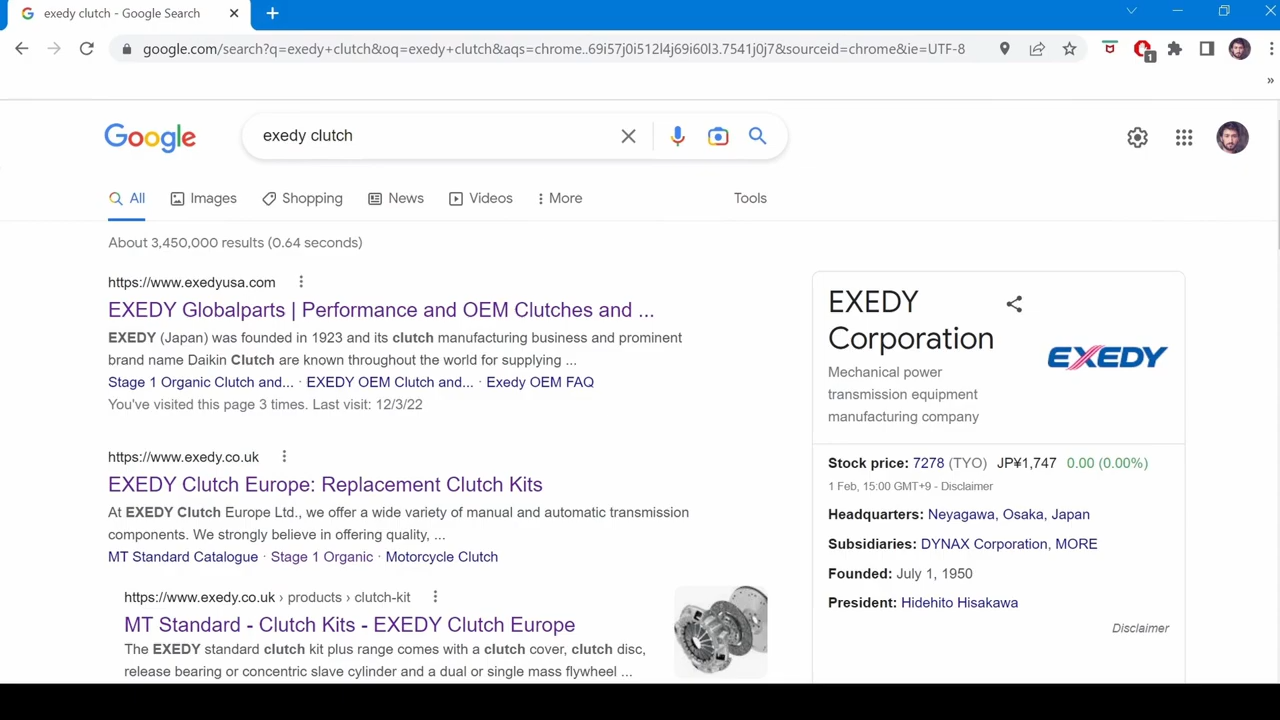 exedy clutch - Google Search
google.com/search?q=exedy+clutch&oq=exedy+clutch&aqs=chrome..69i57j0i512l4j69i60l3.7541j0j7&sourceid=chrome&ie=UTF-8
1
»
Google
exedy clutch
All
Images
Shopping
News
Videos
More
Tools
About 3,450,000 results (0.64 seconds)
https://www.exedyusa.com
EXEDY Globalparts | Performance and OEM Clutches and ...
EXEDY (Japan) was founded in 1923 and its clutch manufacturing business and prominent
brand name Daikin Clutch are known throughout the world for supplying ...
Stage 1 Organic Clutch and... · EXEDY OEM Clutch and... · Exedy OEM FAQ
You've visited this page 3 times. Last visit: 12/3/22
https://www.exedy.co.uk
EXEDY Clutch Europe: Replacement Clutch Kits
At EXEDY Clutch Europe Ltd., we offer a wide variety of manual and automatic transmission
components. We strongly believe in offering quality, ...
MT Standard Catalogue · Stage 1 Organic · Motorcycle Clutch
https://www.exedy.co.uk › products › clutch-kit
MT Standard - Clutch Kits - EXEDY Clutch Europe
The EXEDY standard clutch kit plus range comes with a clutch cover, clutch disc,
release bearing or concentric slave cylinder and a dual or single mass flywheel ...
EXEDY
Corporation
EXEDY
Mechanical power
transmission equipment
manufacturing company
Stock price: 7278 (TYO) JP¥1,747 0.00 (0.00%)
1 Feb, 15:00 GMT+9 - Disclaimer
Headquarters: Neyagawa, Osaka, Japan
Subsidiaries: DYNAX Corporation, MORE
Founded: July 1, 1950
President: Hidehito Hisakawa
Disclaimer